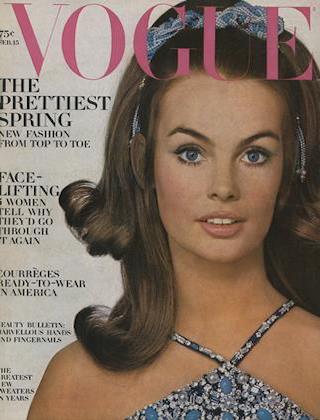 VOGUE
75¢
FEB.15
THE
PRETTIEST
SPRING
NEW FASHION
FROM TOP TO TOE
FACE-
LIFTING
5 WOMEN
TELL WHY
THEY'D GO
THROUGH
IT AGAIN
COURRÈGES
READY-TO-WEAR
IN AMERICA
BEAUTY BULLETIN:
MARVELLOUS HANDS
AND FINGERNAILS
THE
GREATEST
NEW
SWEATERS
IN YEARS